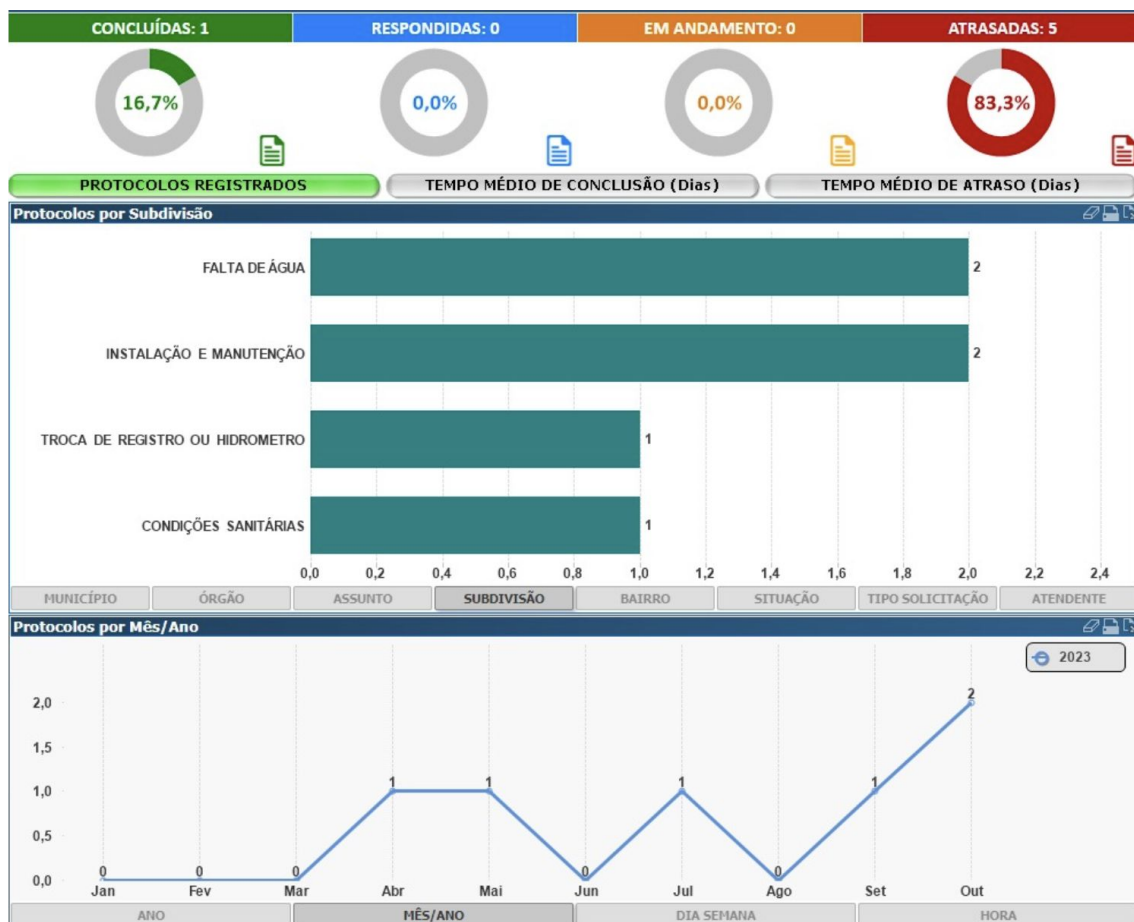 CONCLUÍDAS: 1
RESPONDIDAS: 0
EM ANDAMENTO: 0
ATRASADAS: 5
16,7%
0,0%
0,0%
83,3%
PROTOCOLOS REGISTRADOS
TEMPO MÉDIO DE CONCLUSÃO (Dias)
TEMPO MÉDIO DE ATRASO (Dias)
Protocolos por Subdivisão
FALTA DE ÁGUA
2
INSTALAÇÃO E MANUTENÇÃO
2
TROCA DE REGISTRO OU HIDROMETRO
1
CONDIÇÕES SANITÁRIAS
1
0,0 0,2 0,4 0,6 0,8 1,0 1,2 1,4 1,6 1,8 2,0 2,2 2,4
MUNICÍPIO ÓRGÃO ASSUNTO SUBDIVISÃO BAIRRO SITUAÇÃO TIPO SOLICITAÇÃO ATENDENTE
Protocolos por Mês/Ano
2023
2,0
1,5
1,0
0,5
0,0
0 0 0 1 1 0 1 0 1 2
Jan Fev Mar Abr Mai Jun Jul Ago Set Out
ANO MÊS/ANO DIA SEMANA HORA